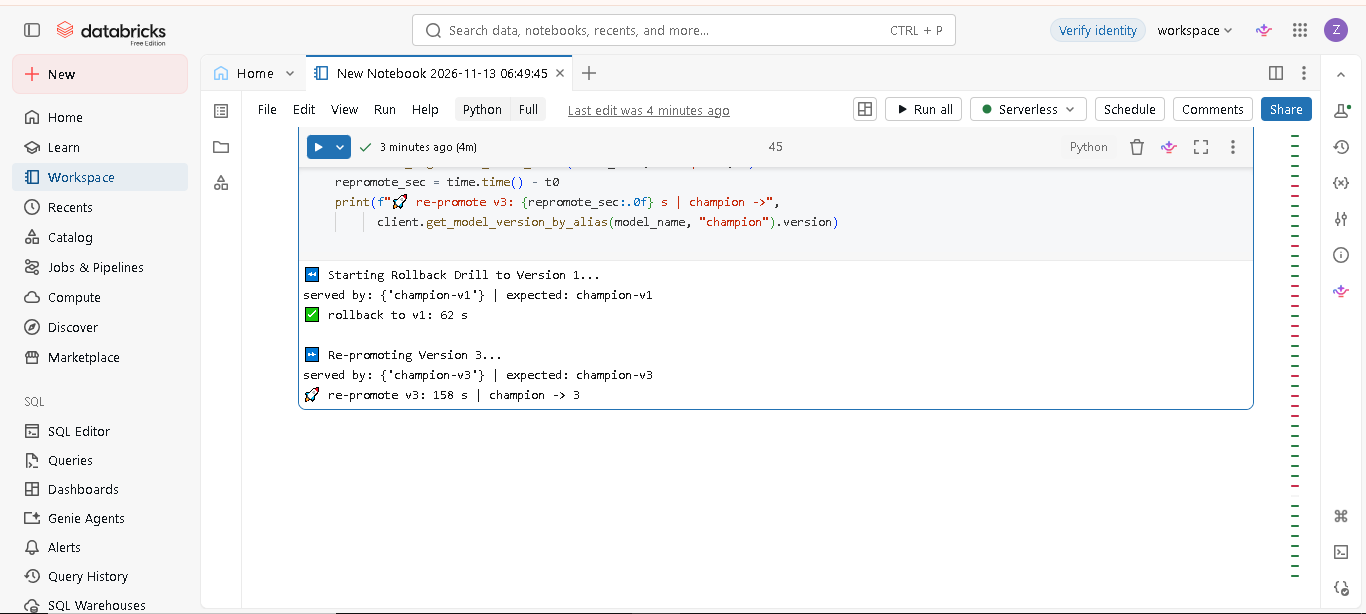 databricks
Free Edition
Search data, notebooks, recents, and more...
CTRL + P
Verify identity
workspace
Z
New
Home
Learn
Workspace
Recents
Catalog
Jobs & Pipelines
Compute
Discover
Marketplace
SQL
SQL Editor
Queries
Dashboards
Genie Agents
Alerts
Query History
SQL Warehouses
Home
New Notebook 2026-11-13 06:49:45
File Edit View Run Help Python Full Last edit was 4 minutes ago
Run all
Serverless
Schedule
Comments
Share
3 minutes ago (4m)
45
Python
repromote_sec = time.time() - t0
print(f"🚀 re-promote v3: {repromote_sec:.0f} s | champion ->",
client.get_model_version_by_alias(model_name, "champion").version)
⏪ Starting Rollback Drill to Version 1...
served by: {'champion-v1'} | expected: champion-v1
✅ rollback to v1: 62 s
⏩ Re-promoting Version 3...
served by: {'champion-v3'} | expected: champion-v3
🚀 re-promote v3: 158 s | champion -> 3